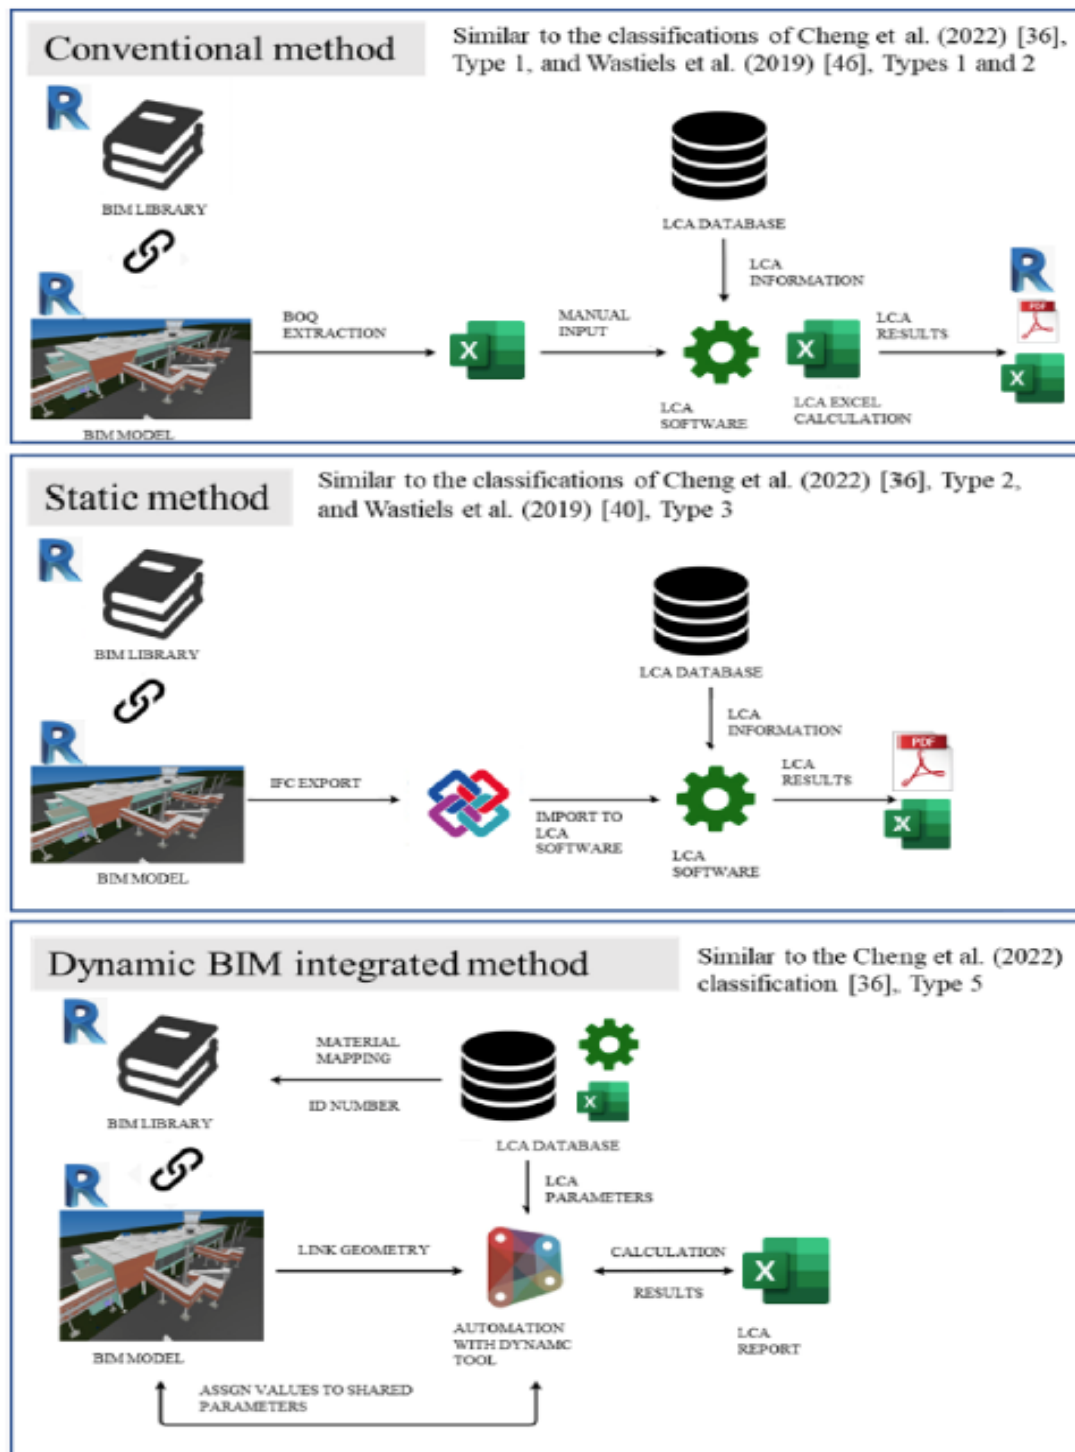 Conventional method
Similar to the classifications of Cheng et al. (2022) [36],
Type 1, and Wastiels et al. (2019) [46], Types 1 and 2
R
BIM LIBRARY
LCA DATABASE
LCA
INFORMATION
R
BOQ
EXTRACTION
X
MANUAL
INPUT
LCA
SOFTWARE
X
LCA EXCEL
CALCULATION
LCA
RESULTS
R
PDF
X
BIM MODEL
Static method
Similar to the classifications of Cheng et al. (2022) [36], Type 2,
and Wastiels et al. (2019) [40], Type 3
R
BIM LIBRARY
LCA DATABASE
LCA
INFORMATION
R
IFC EXPORT
IMPORT TO
LCA
SOFTWARE
LCA
SOFTWARE
LCA
RESULTS
PDF
X
BIM MODEL
Dynamic BIM integrated method
Similar to the Cheng et al. (2022)
classification [36], Type 5
R
MATERIAL
MAPPING
ID NUMBER
X
BIM LIBRARY
LCA DATABASE
LCA
PARAMETERS
R
LINK GEOMETRY
CALCULATION
RESULTS
X
AUTOMATION
WITH DYNAMC
TOOL
LCA
REPORT
BIM MODEL
ASSGN VALUES TO SHARED
PARAMETERS